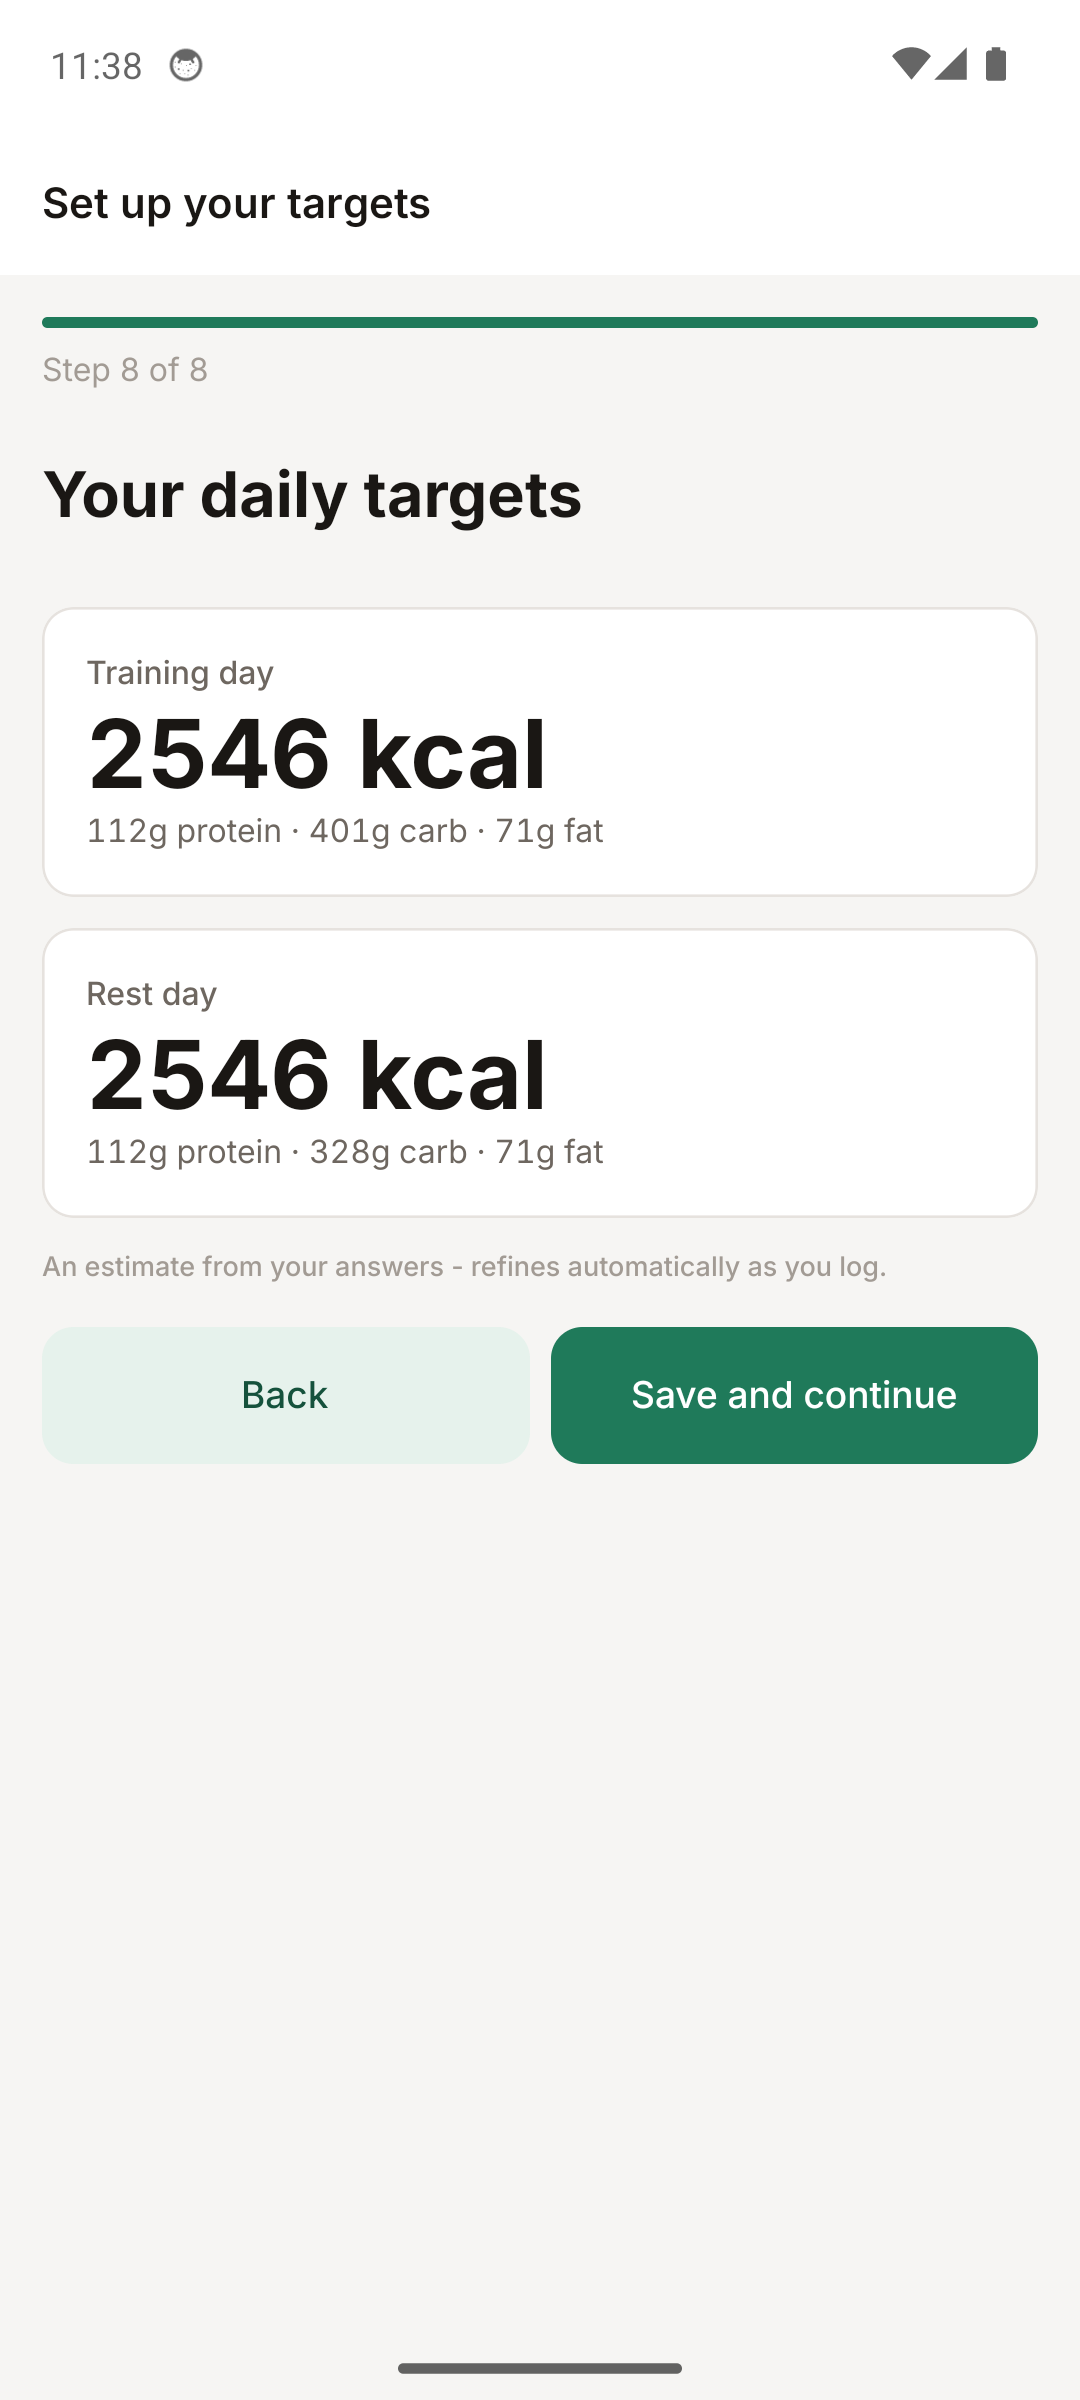 11:38
Set up your targets
Step 8 of 8
Your daily targets
Training day
2546 kcal
112g protein · 401g carb · 71g fat
Rest day
2546 kcal
112g protein · 328g carb · 71g fat
An estimate from your answers - refines automatically as you log.
Back
Save and continue